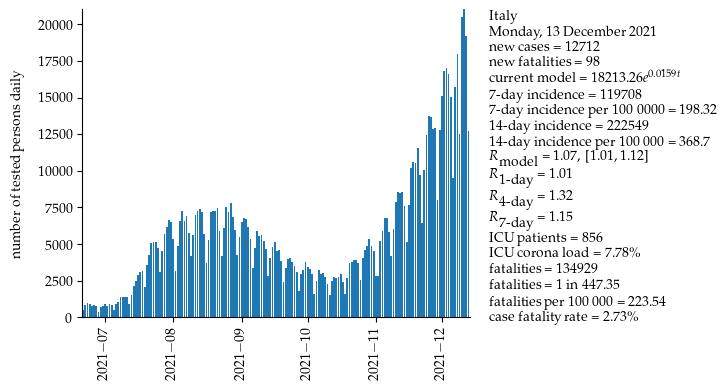 number of tested persons daily
20000
17500
15000
12500
10000
7500
5000
2500
0
2021−07
2021−08
2021−09
2021−10
2021−11
2021−12
Italy
Monday, 13 December 2021
new cases = 12712
new fatalities = 98
current model = 18213.26e^0.0159t
7-day incidence = 119708
7-day incidence per 100 0000 = 198.32
14-day incidence = 222549
14-day incidence per 100 000 = 368.7
R_model = 1.07, [1.01, 1.12]
R_1-day = 1.01
R_4-day = 1.32
R_7-day = 1.15
ICU patients = 856
ICU corona load = 7.78%
fatalities = 134929
fatalities = 1 in 447.35
fatalities per 100 000 = 223.54
case fatality rate = 2.73%